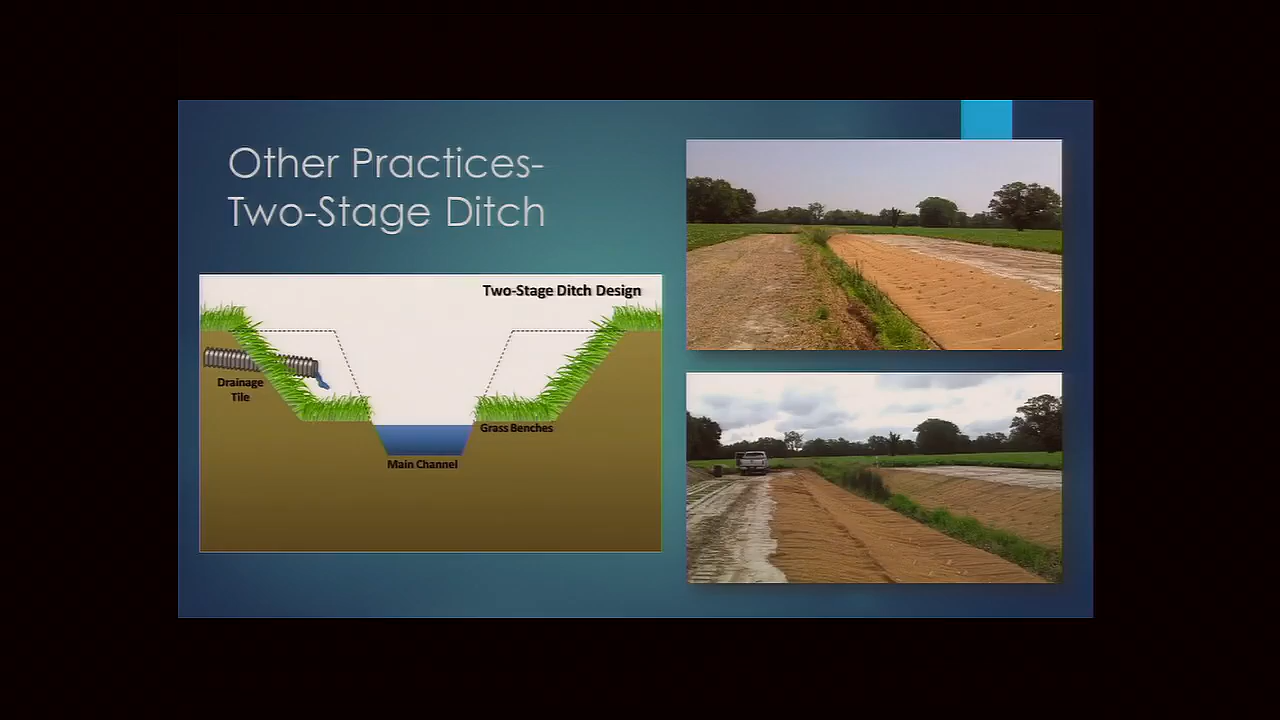 Other Practices-
Two-Stage Ditch
Two-Stage Ditch Design
Drainage
Tile
Grass Benches
Main Channel